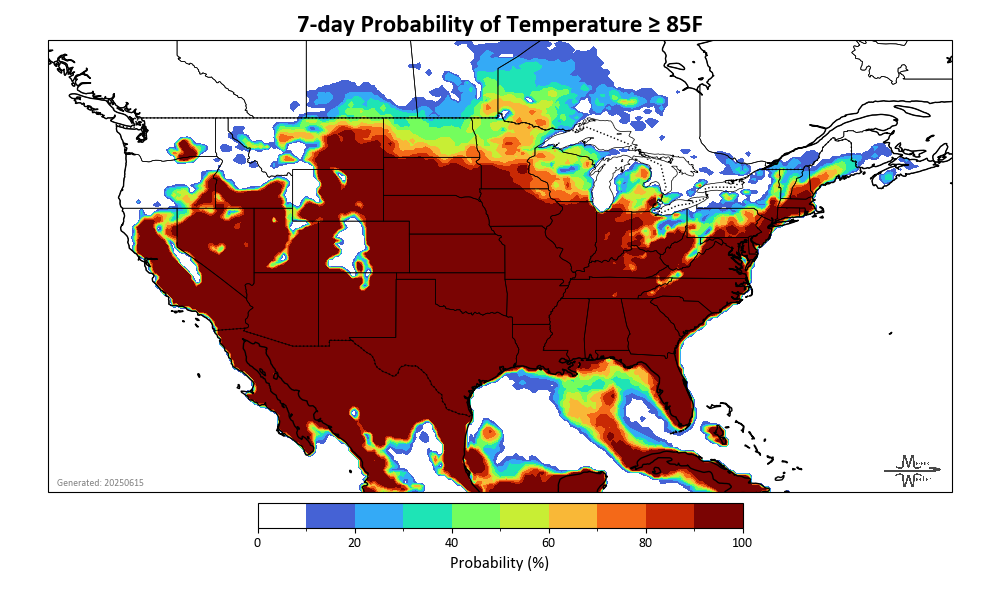 7-day Probability of Temperature ≥ 85F
Generated: 20250615
0 20 40 60 80 100
Probability (%)